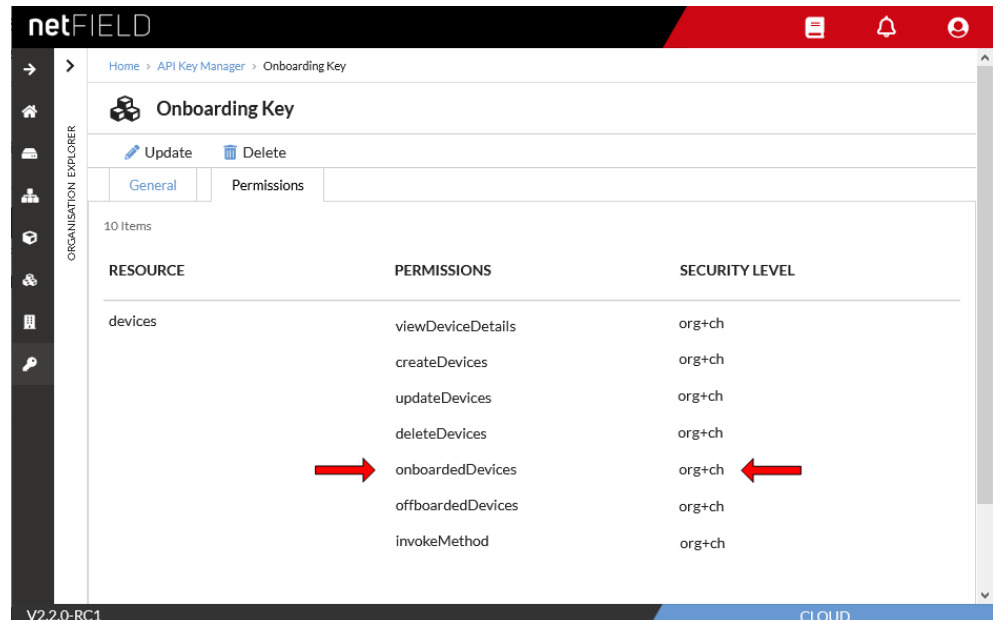 netFIELD
Home > API Key Manager > Onboarding Key
ORGANISATION EXPLORER
Onboarding Key
Update Delete
General Permissions
10 Items
RESOURCE PERMISSIONS SECURITY LEVEL
devices viewDeviceDetails org+ch
createDevices org+ch
updateDevices org+ch
deleteDevices org+ch
onboardedDevices org+ch
offboardedDevices org+ch
invokeMethod org+ch
V2.2.0-RC1 CLOUD